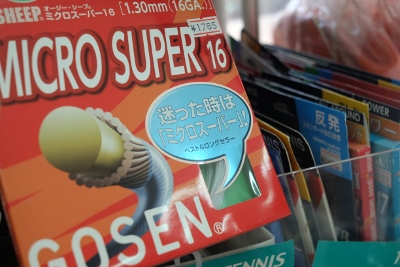 SHEEP
オージー・シープ
ミクロスーパー16
[1.30mm (16GA.)]
¥1785
MICRO SUPER 16
迷った時は
「ミクロスーパー」!!
ベスト&ロングセラー
GOSEN®
TENNIS
反発
POWER